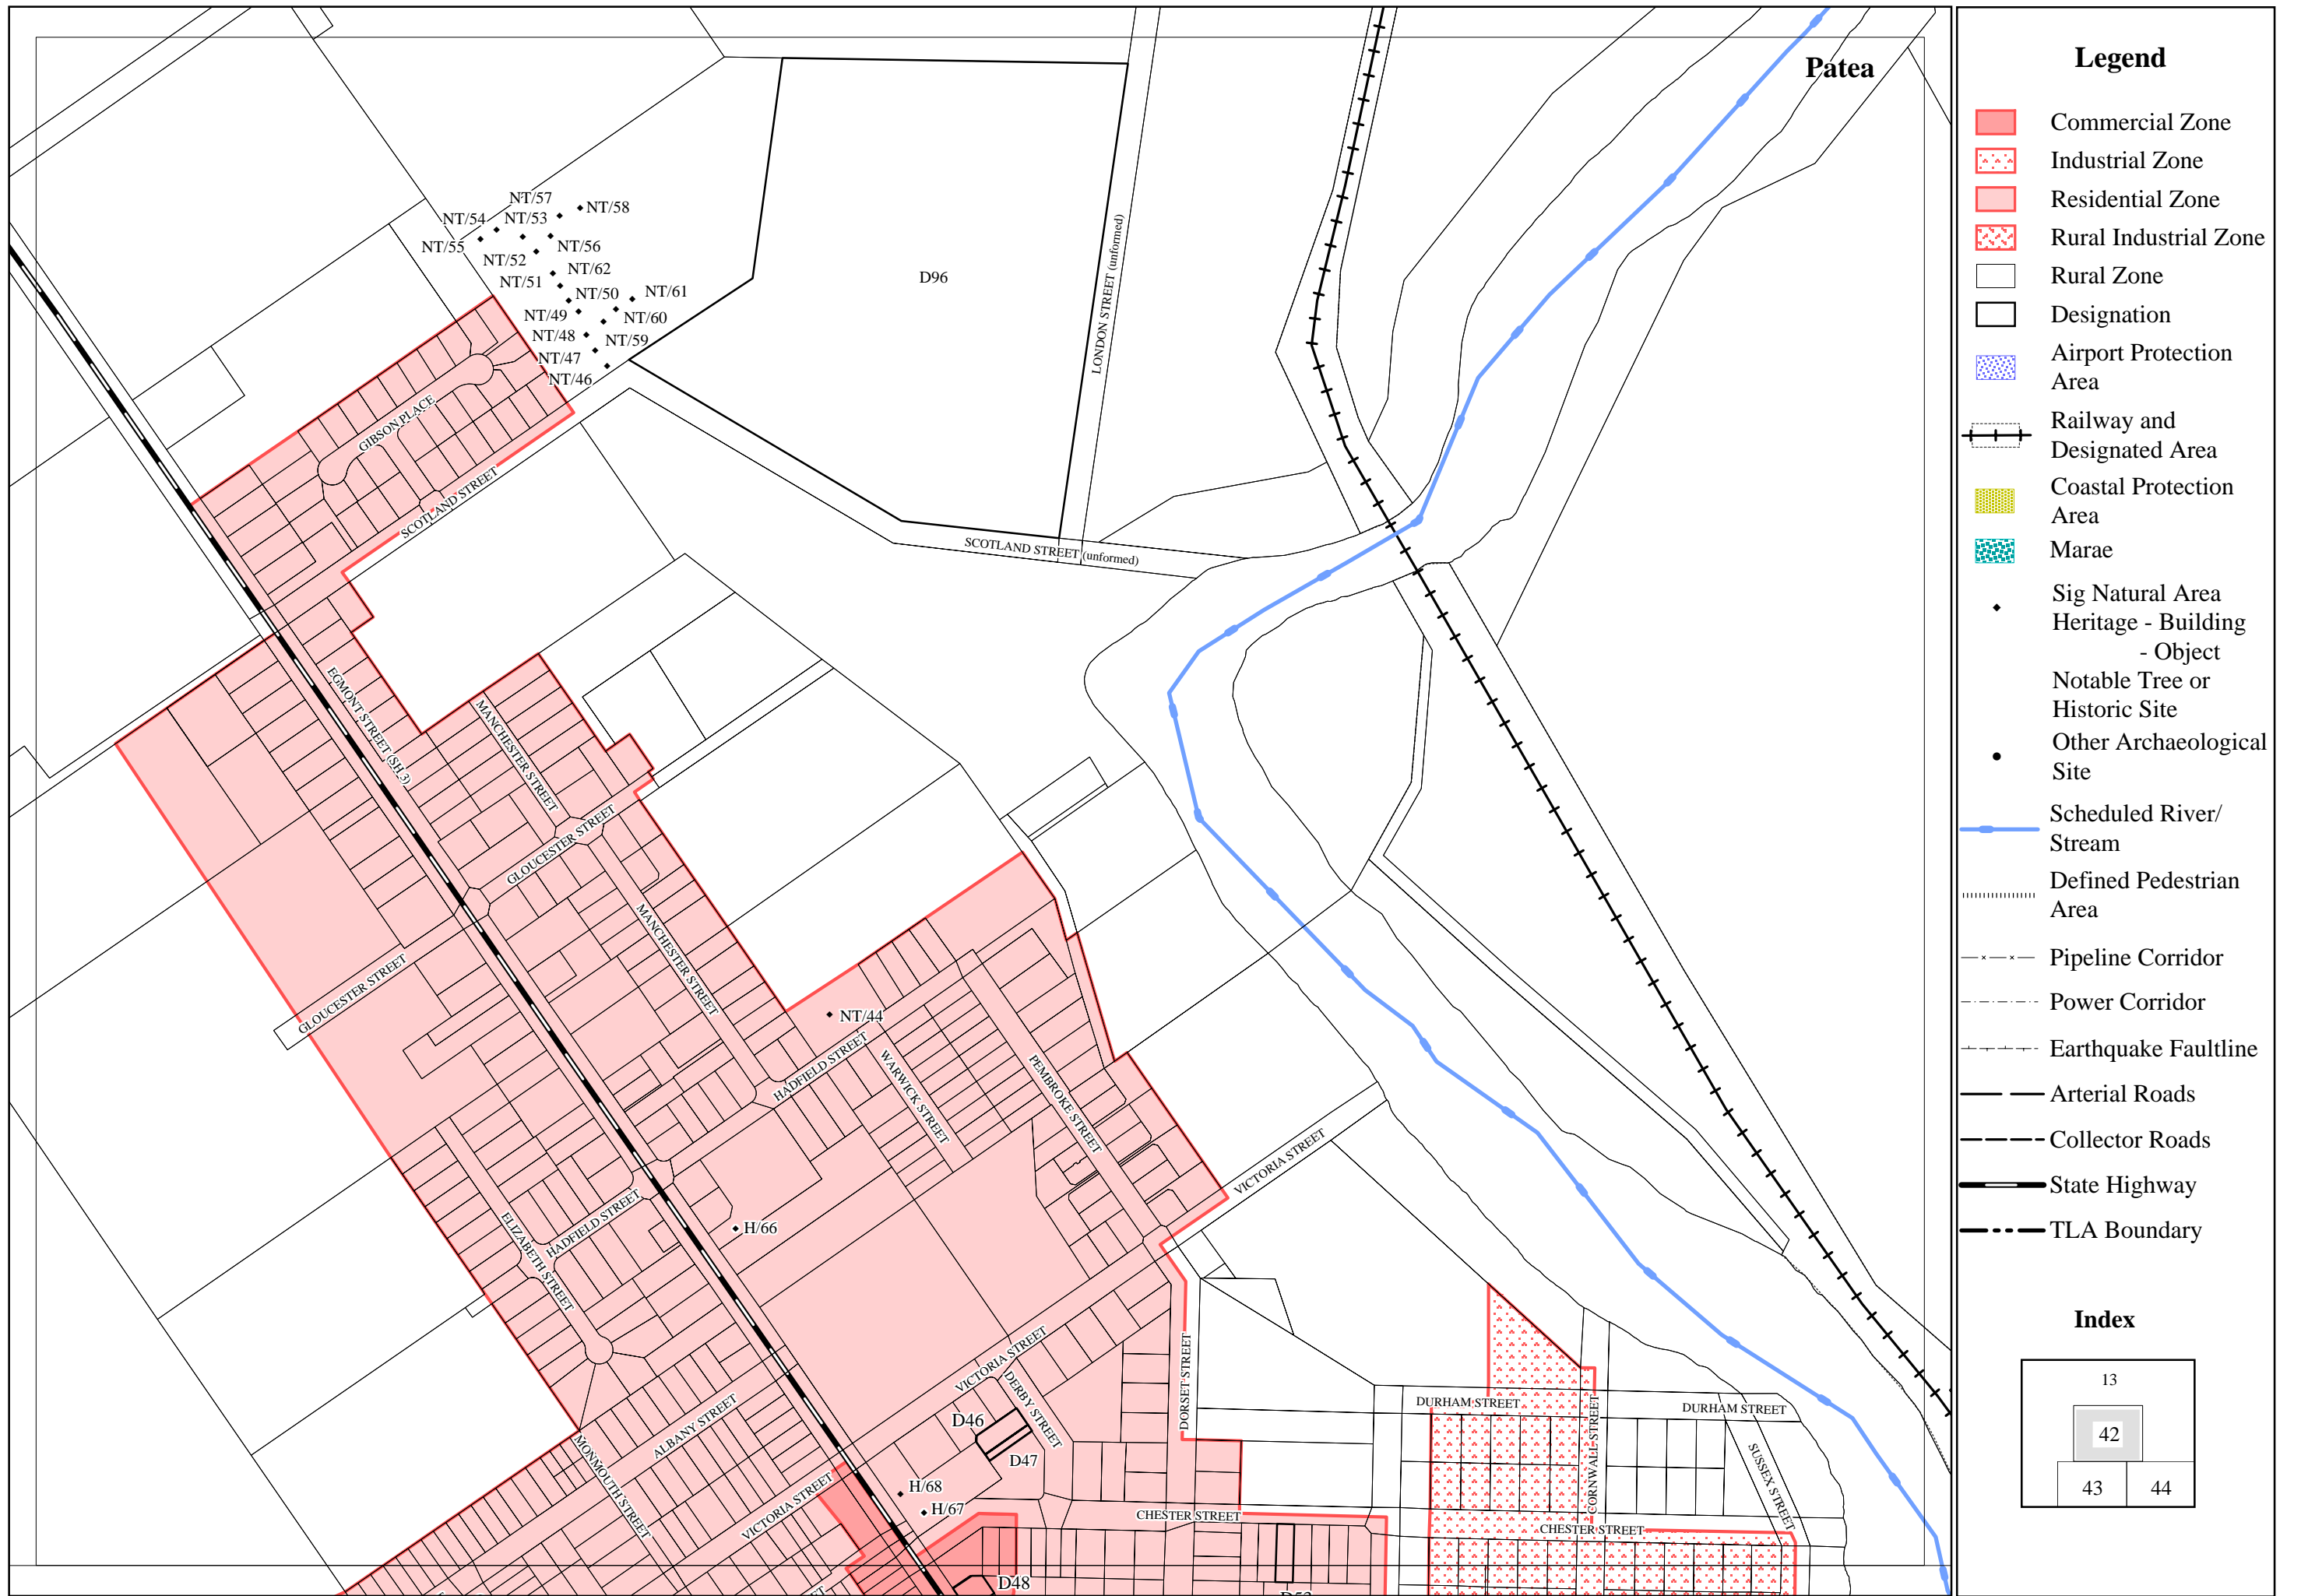 Patea
NT/57
NT/58
NT/54
NT/53
NT/55
NT/56
NT/52
NT/62
NT/51
NT/50
NT/61
NT/49
NT/60
NT/48
NT/59
NT/47
NT/46
D96
LONDON STREET (unformed)
GIBSON PLACE
SCOTLAND STREET
SCOTLAND STREET (unformed)
EGMONT STREET (SH 3)
MANCHESTER STREET
GLOUCESTER STREET
MANCHESTER STREET
GLOUCESTER STREET
NT/44
HADFIELD STREET
WARWICK STREET
PEMBROKE STREET
VICTORIA STREET
ELIZABETH STREET
HADFIELD STREET
H/66
VICTORIA STREET
DERBY STREET
DORSET STREET
DURHAM STREET
DURHAM STREET
CORNWALL STREET
SUSSEX STREET
ALBANY STREET
MONMOUTH STREET
VICTORIA STREET
D46
D47
H/68
H/67
CHESTER STREET
CHESTER STREET
D48
Legend
Commercial Zone
Industrial Zone
Residential Zone
Rural Industrial Zone
Rural Zone
Designation
Airport Protection
Area
Railway and
Designated Area
Coastal Protection
Area
Marae
Sig Natural Area
Heritage - Building
- Object
Notable Tree or
Historic Site
Other Archaeological
Site
Scheduled River/
Stream
Defined Pedestrian
Area
Pipeline Corridor
Power Corridor
Earthquake Faultline
Arterial Roads
Collector Roads
State Highway
TLA Boundary
Index
13
42
43
44